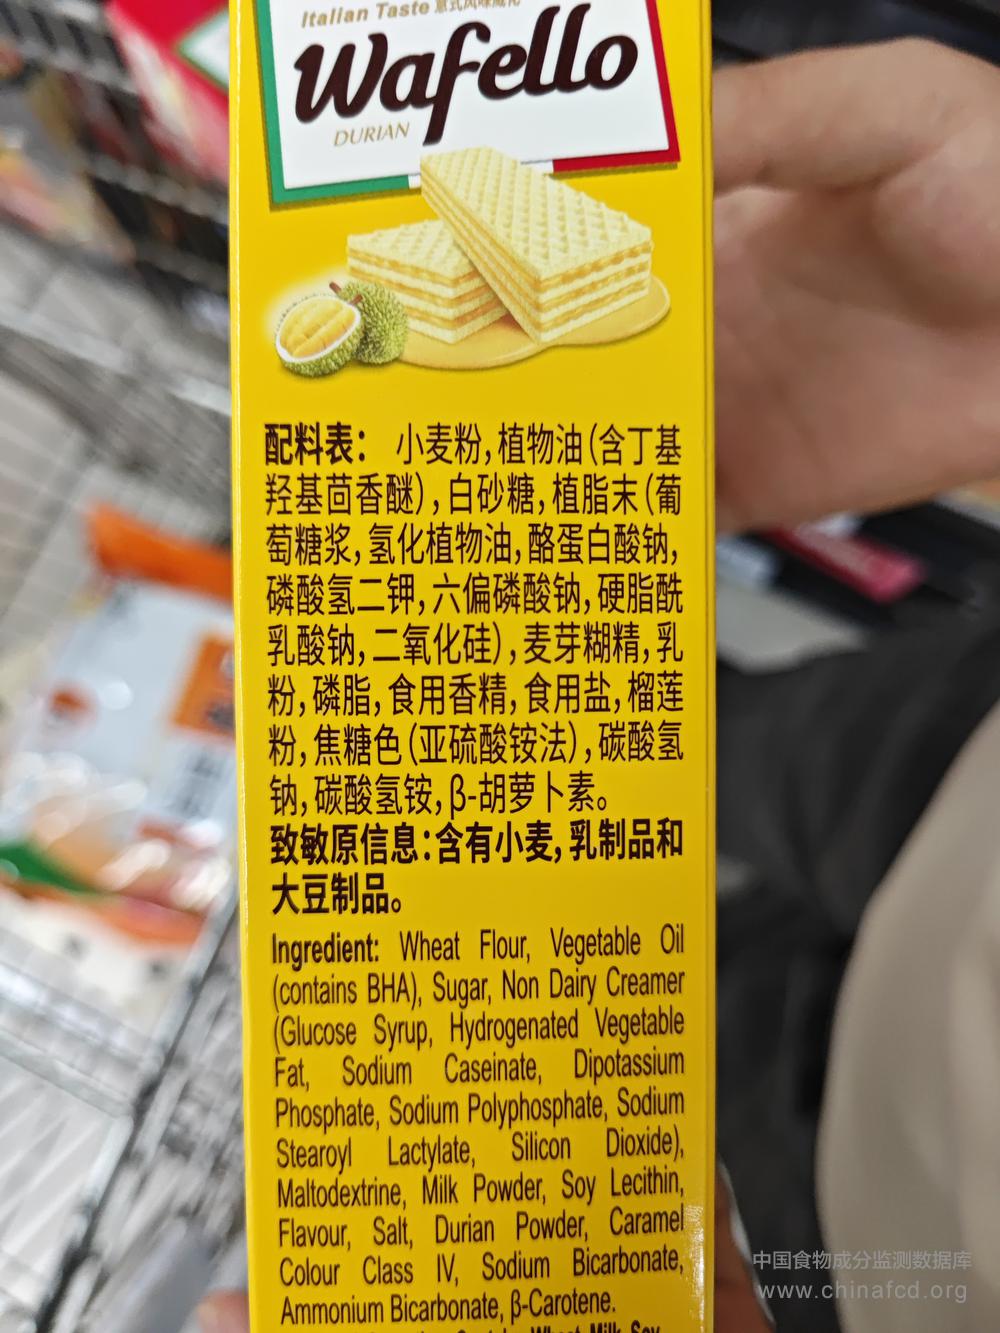 Italian Taste 意式风味威化
Wafello
DURIAN
配料表： 小麦粉,植物油(含丁基
羟基茴香醚),白砂糖,植脂末(葡
萄糖浆,氢化植物油,酪蛋白酸钠,
磷酸氢二钾,六偏磷酸钠,硬脂酰
乳酸钠,二氧化硅),麦芽糊精,乳
粉,磷脂,食用香精,食用盐,榴莲
粉,焦糖色(亚硫酸铵法),碳酸氢
钠,碳酸氢铵,β-胡萝卜素。
致敏原信息:含有小麦,乳制品和
大豆制品。
Ingredient: Wheat Flour, Vegetable Oil
(contains BHA), Sugar, Non Dairy Creamer
(Glucose Syrup, Hydrogenated Vegetable
Fat, Sodium Caseinate, Dipotassium
Phosphate, Sodium Polyphosphate, Sodium
Stearoyl Lactylate, Silicon Dioxide),
Maltodextrine, Milk Powder, Soy Lecithin,
Flavour, Salt, Durian Powder, Caramel
Colour Class IV, Sodium Bicarbonate,
Ammonium Bicarbonate, β-Carotene.
Wheat, Milk, Soy
中国食物成分监测数据库
www.chinafcd.org